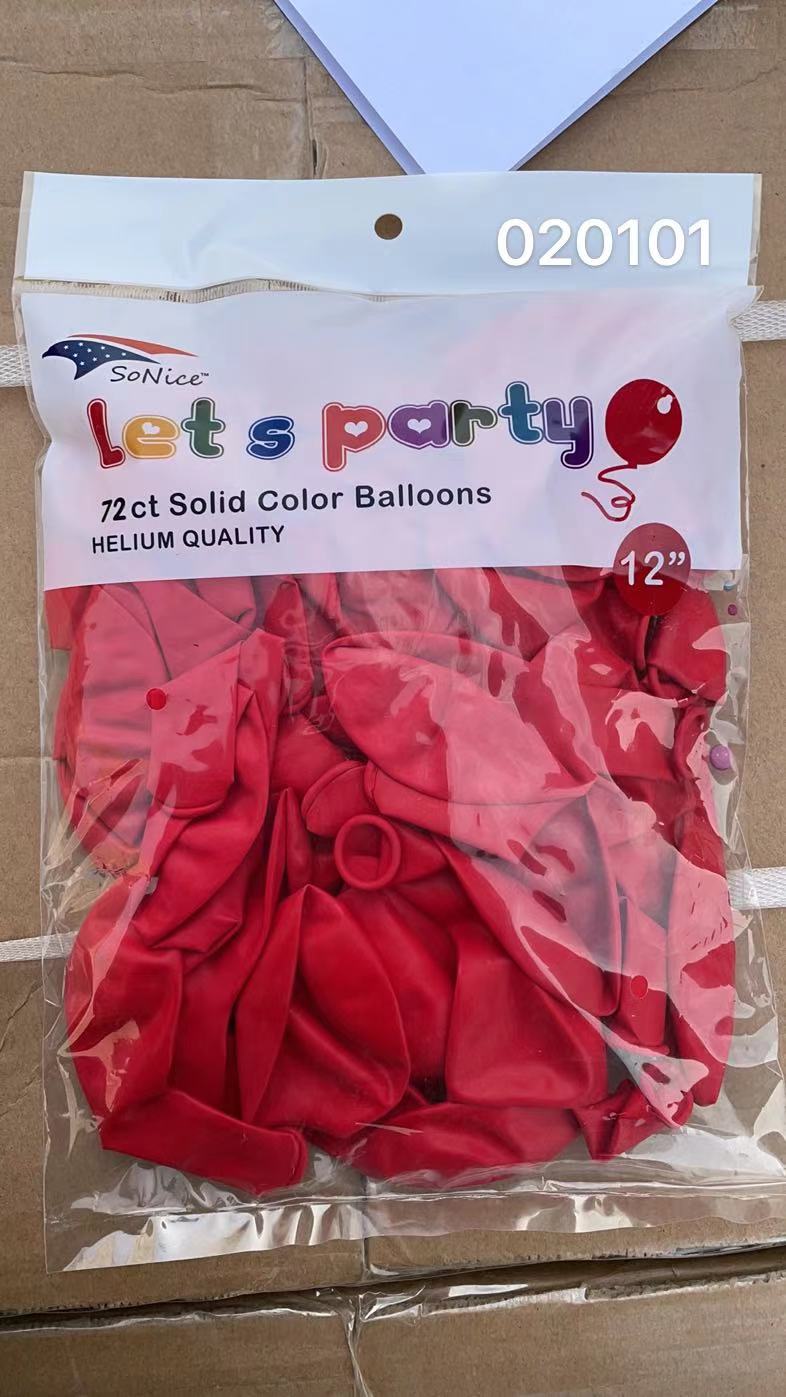 020101
SoNice™
let's party
72ct Solid Color Balloons
HELIUM QUALITY
12”